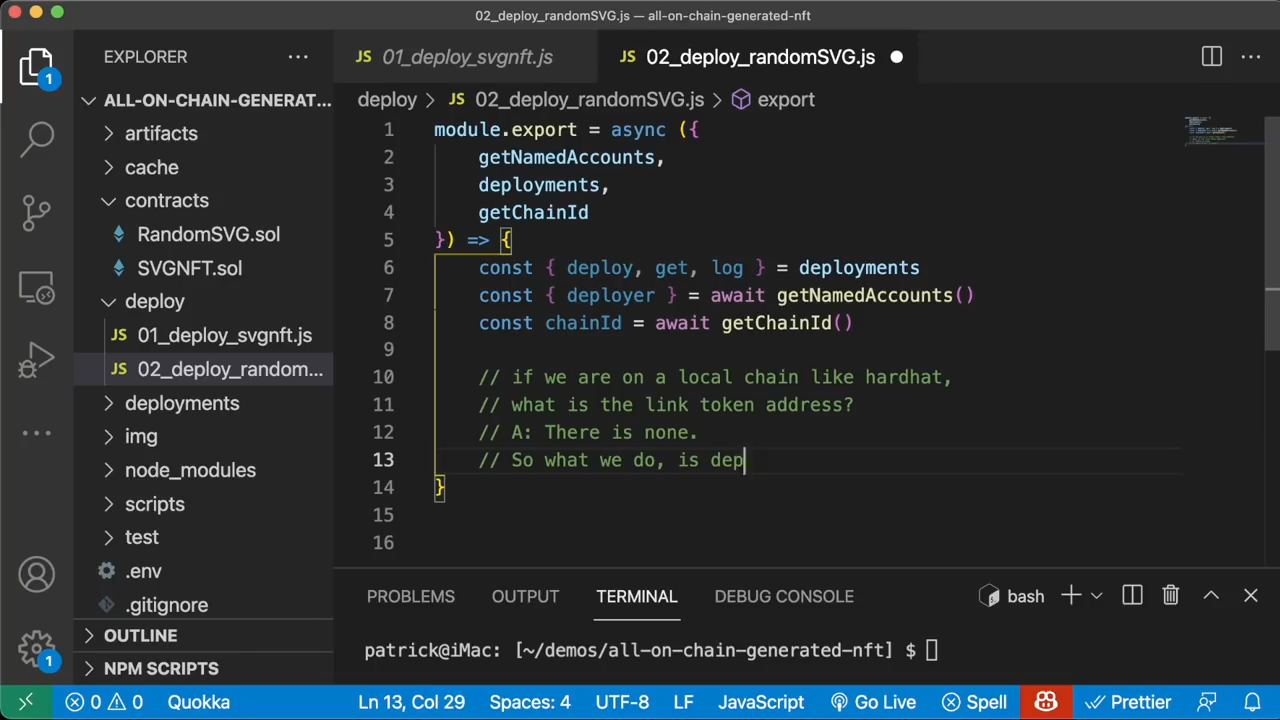 02_deploy_randomSVG.js — all-on-chain-generated-nft
EXPLORER
JS 01_deploy_svgnft.js
JS 02_deploy_randomSVG.js
deploy > JS 02_deploy_randomSVG.js > export
ALL-ON-CHAIN-GENERAT...
artifacts
cache
contracts
RandomSVG.sol
SVGNFT.sol
deploy
JS 01_deploy_svgnft.js
JS 02_deploy_random...
deployments
img
node_modules
scripts
test
.env
.gitignore
OUTLINE
NPM SCRIPTS
1 module.export = async ({
2 getNamedAccounts,
3 deployments,
4 getChainId
5 }) => {
6 const { deploy, get, log } = deployments
7 const { deployer } = await getNamedAccounts()
8 const chainId = await getChainId()
9
10 // if we are on a local chain like hardhat,
11 // what is the link token address?
12 // A: There is none.
13 // So what we do, is dep
14 }
15
16
PROBLEMS OUTPUT TERMINAL DEBUG CONSOLE bash
patrick@iMac: [~/demos/all-on-chain-generated-nft] $
1
1
0 0 Quokka Ln 13, Col 29 Spaces: 4 UTF-8 LF JavaScript Go Live Spell Prettier